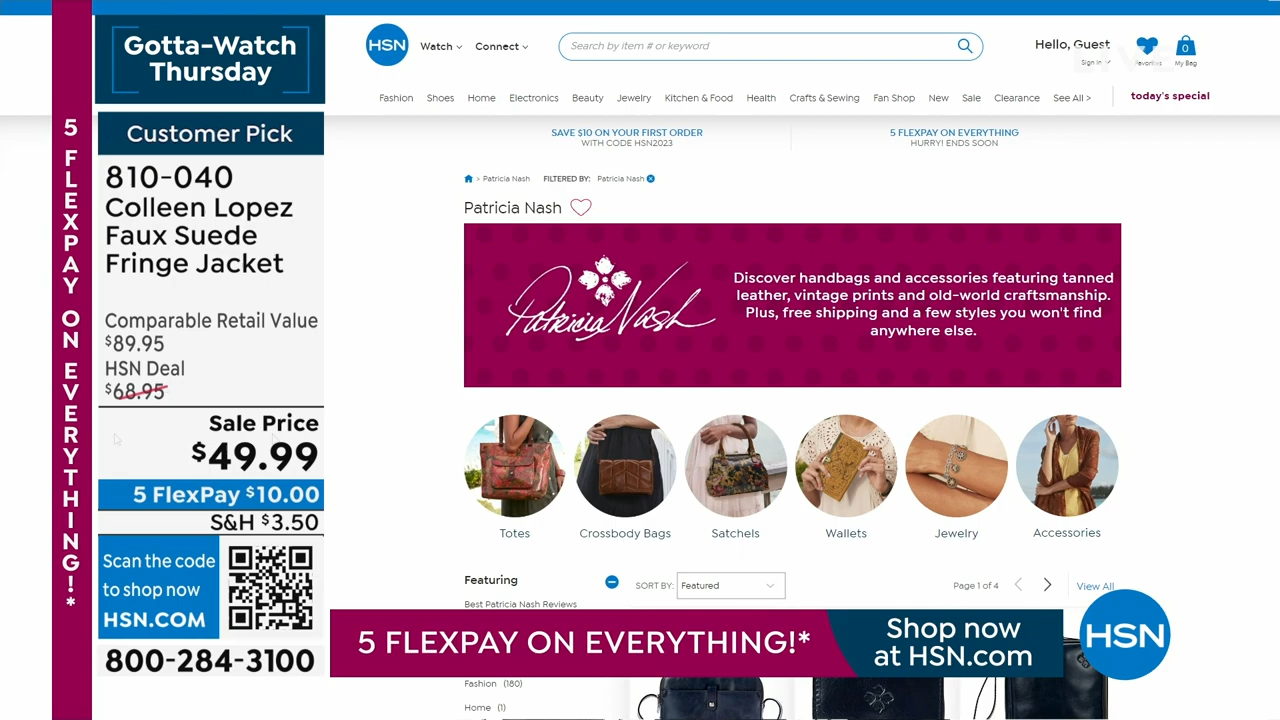 Gotta-Watch
Thursday
5 FLEXPAY ON EVERYTHING!*
Customer Pick
810-040
Colleen Lopez
Faux Suede
Fringe Jacket
Comparable Retail Value
$89.95
HSN Deal
$68.95
Sale Price
$49.99
5 FlexPay $10.00
S&H $3.50
Scan the code
to shop now
HSN.COM
800-284-3100
HSN
Watch
Connect
Search by item # or keyword
Hello, Guest
Sign In
Favorites
0
My Bag
LIVE
Fashion Shoes Home Electronics Beauty Jewelry Kitchen & Food Health Crafts & Sewing Fan Shop New Sale Clearance See All > today's special
SAVE $10 ON YOUR FIRST ORDER
WITH CODE HSN2023
5 FLEXPAY ON EVERYTHING
HURRY! ENDS SOON
> Patricia Nash FILTERED BY: Patricia Nash
Patricia Nash
Patricia Nash
Discover handbags and accessories featuring tanned
leather, vintage prints and old-world craftsmanship.
Plus, free shipping and a few styles you won't find
anywhere else.
Totes Crossbody Bags Satchels Wallets Jewelry Accessories
Featuring
Best Patricia Nash Reviews
SORT BY: Featured
Page 1 of 4
View All
5 FLEXPAY ON EVERYTHING!*
Shop now
at HSN.com
HSN
Fashion (180)
Home (1)